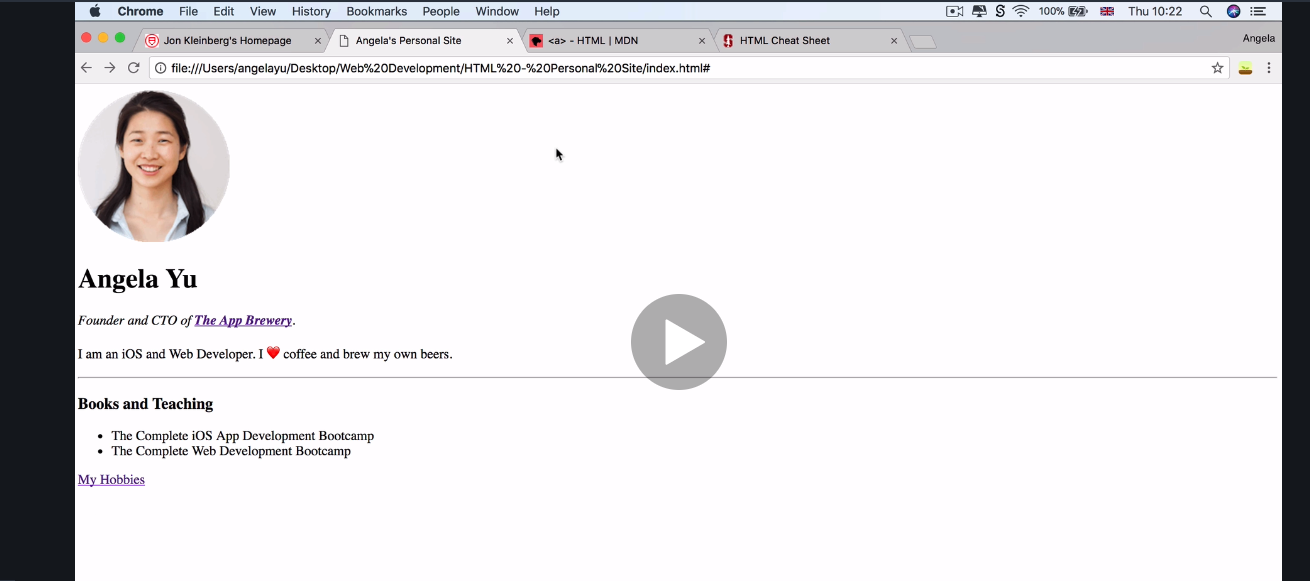 Chrome File Edit View History Bookmarks People Window Help 100% Thu 10:22
Jon Kleinberg's Homepage Angela's Personal Site <a> - HTML | MDN HTML Cheat Sheet Angela
file:///Users/angelayu/Desktop/Web%20Development/HTML%20-%20Personal%20Site/index.html#
Angela Yu
Founder and CTO of The App Brewery.
I am an iOS and Web Developer. I ❤️ coffee and brew my own beers.
Books and Teaching
• The Complete iOS App Development Bootcamp
• The Complete Web Development Bootcamp
My Hobbies